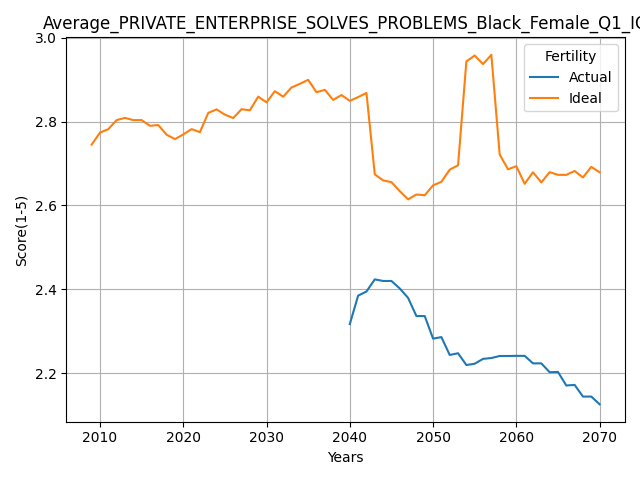 Average_PRIVATE_ENTERPRISE_SOLVES_PROBLEMS_Black_Female_Q1_IC
3.0
2.8
2.6
2.4
2.2
Score(1-5)
Fertility
Actual
Ideal
2010 2020 2030 2040 2050 2060 2070
Years